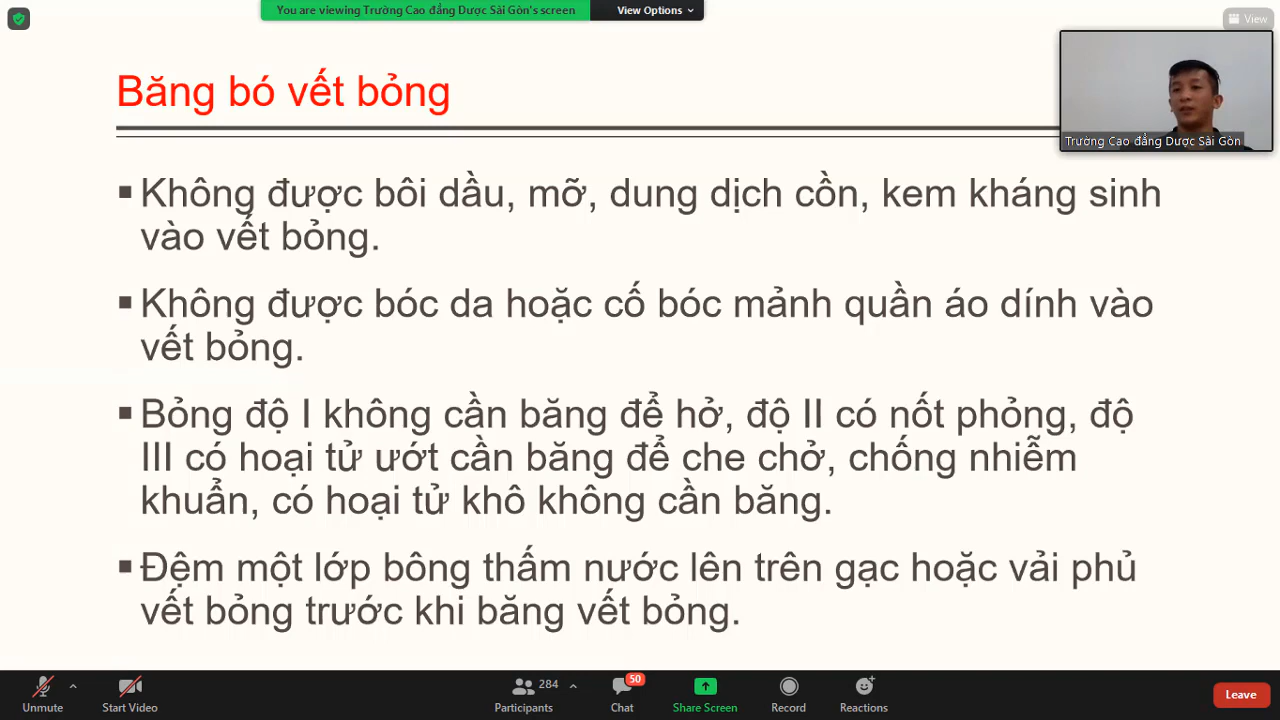 You are viewing Trường Cao đẳng Dược Sài Gòn's screen
View Options
View
Băng bó vết bỏng
Trường Cao đẳng Dược Sài Gòn
▪ Không được bôi dầu, mỡ, dung dịch cồn, kem kháng sinh
vào vết bỏng.
▪ Không được bóc da hoặc cố bóc mảnh quần áo dính vào
vết bỏng.
▪ Bỏng độ I không cần băng để hở, độ II có nốt phỏng, độ
III có hoại tử ướt cần băng để che chở, chống nhiễm
khuẩn, có hoại tử khô không cần băng.
▪ Đệm một lớp bông thấm nước lên trên gạc hoặc vải phủ
vết bỏng trước khi băng vết bỏng.
Unmute
Start Video
284
Participants
50
Chat
Share Screen
Record
Reactions
Leave